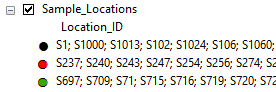 Sample_Locations
Location_ID
S1; S1000; S1013; S102; S1024; S106; S1060;
S237; S240; S243; S247; S254; S256; S274; S2
S697; S709; S71; S715; S716; S719; S720; S72